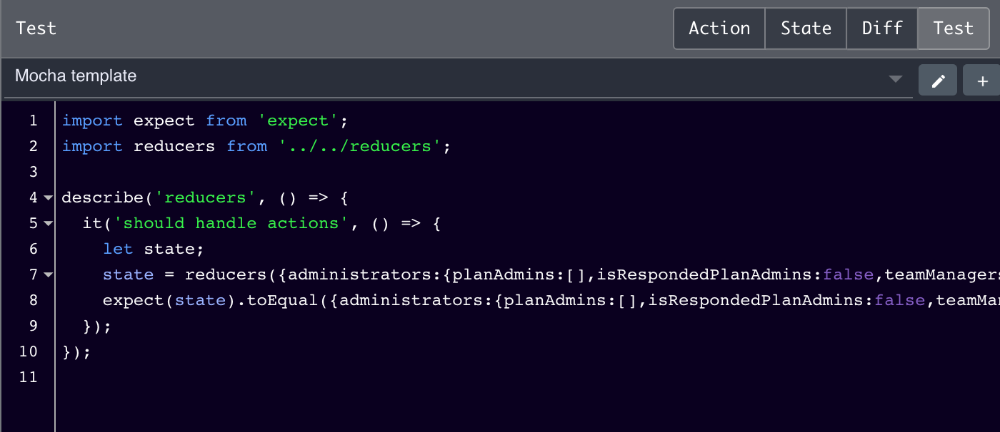 Test
Action State Diff Test
Mocha template
+
1 import expect from 'expect';
2 import reducers from '../../reducers';
3
4 describe('reducers', () => {
5 it('should handle actions', () => {
6 let state;
7 state = reducers({administrators:{planAdmins:[],isRespondedPlanAdmins:false,teamManagers
8 expect(state).toEqual({administrators:{planAdmins:[],isRespondedPlanAdmins:false,teamMa
9 });
10 });
11